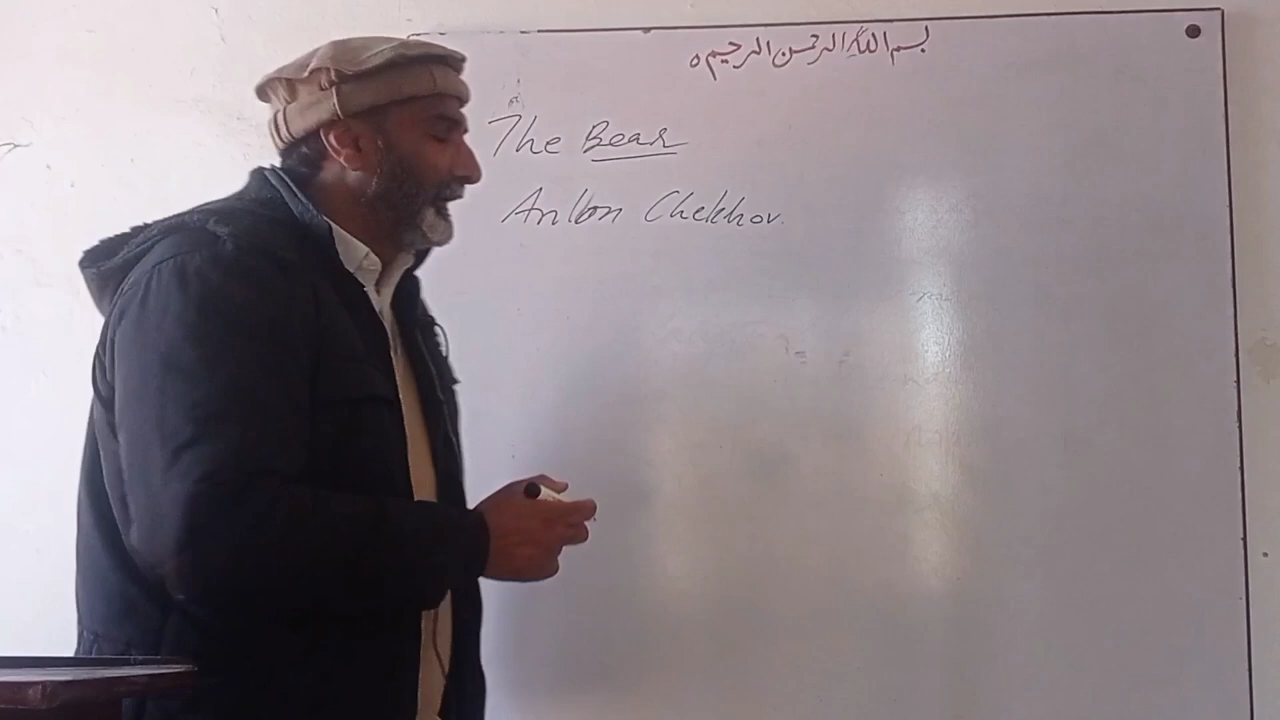 بسم اللہ الرحمن الرحیم ه
The Bear
Anton Chekhov.